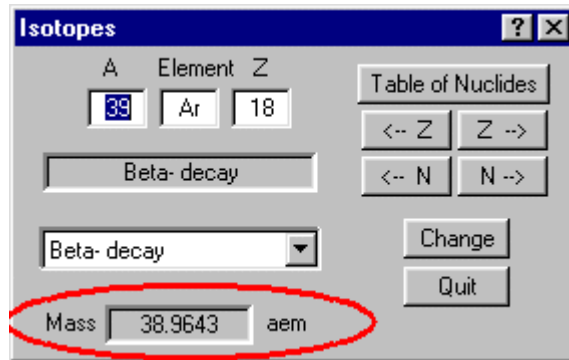 Isotopes ? ×
A Element Z
39 Ar 18
Table of Nuclides
<-- Z Z -->
Beta- decay
<-- N N -->
Beta- decay
Change
Quit
Mass 38.9643 aem